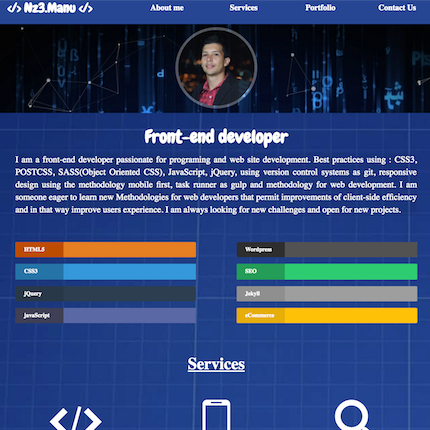 </> Nz3.Manu </> About me Services Portfolio Contact Us
Front-end developer
I am a front-end developer passionate for programing and web site development. Best practices using : CSS3,
POSTCSS, SASS(Object Oriented CSS), JavaScript, jQuery, using version control systems as git, responsive
design using the methodology mobile first, task runner as gulp and methodology for web development. I am
someone eager to learn new Methodologies for web developers that permit improvements of client-side efficiency
and in that way improve users experience. I am always looking for new challenges and open for new projects.
HTML5 Wordpress
CSS3 SEO
jQuery Jekyll
JavaScript eCommerce
Services
</>